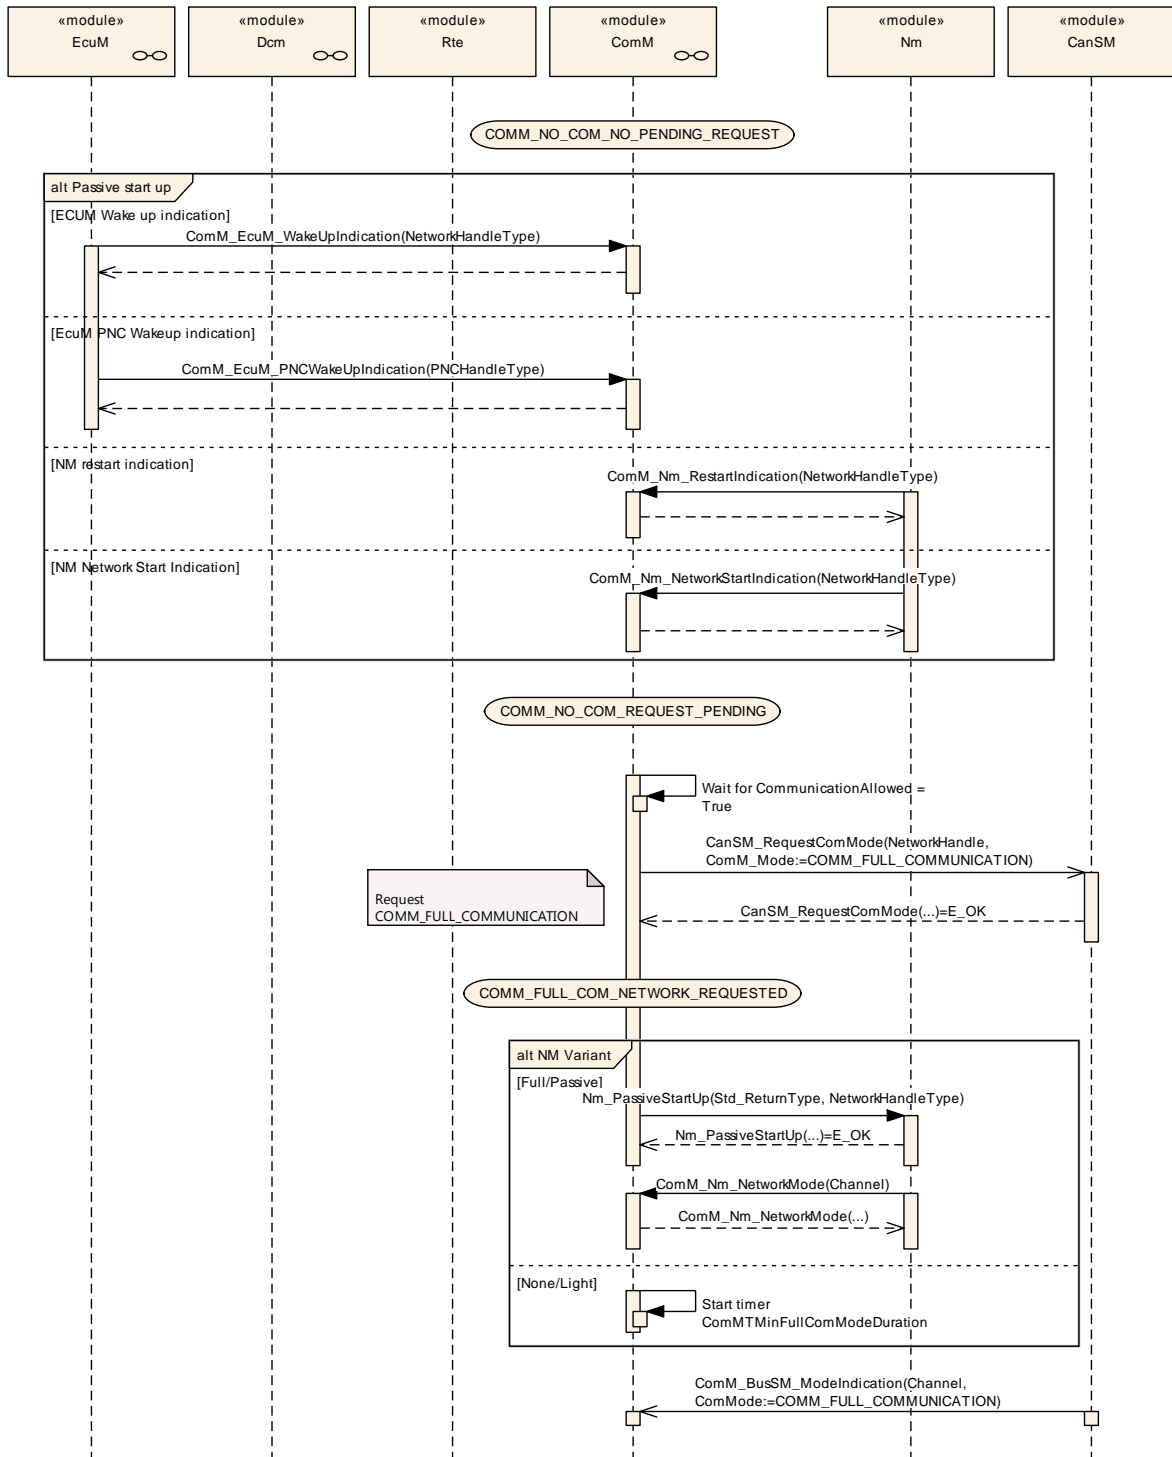 «module»
EcuM
«module»
Dcm
«module»
Rte
«module»
ComM
«module»
Nm
«module»
CanSM
COMM_NO_COM_NO_PENDING_REQUEST
alt Passive start up
[ECUM Wake up indication]
ComM_EcuM_WakeUpIndication(NetworkHandleType)
[EcuM PNC Wakeup indication]
ComM_EcuM_PNCWakeUpIndication(PNCHandleType)
[NM restart indication]
ComM_Nm_RestartIndication(NetworkHandleType)
[NM Network Start Indication]
ComM_Nm_NetworkStartIndication(NetworkHandleType)
COMM_NO_COM_REQUEST_PENDING
Wait for CommunicationAllowed =
True
CanSM_RequestComMode(NetworkHandle,
ComM_Mode:=COMM_FULL_COMMUNICATION)
Request
COMM_FULL_COMMUNICATION
CanSM_RequestComMode(...)=E_OK
COMM_FULL_COM_NETWORK_REQUESTED
alt NM Variant
[Full/Passive]
Nm_PassiveStartUp(Std_ReturnType, NetworkHandleType)
Nm_PassiveStartUp(...)=E_OK
ComM_Nm_NetworkMode(Channel)
ComM_Nm_NetworkMode(...)
[None/Light]
Start timer
ComMTMinFullComModeDuration
ComM_BusSM_ModeIndication(Channel,
ComMode:=COMM_FULL_COMMUNICATION)